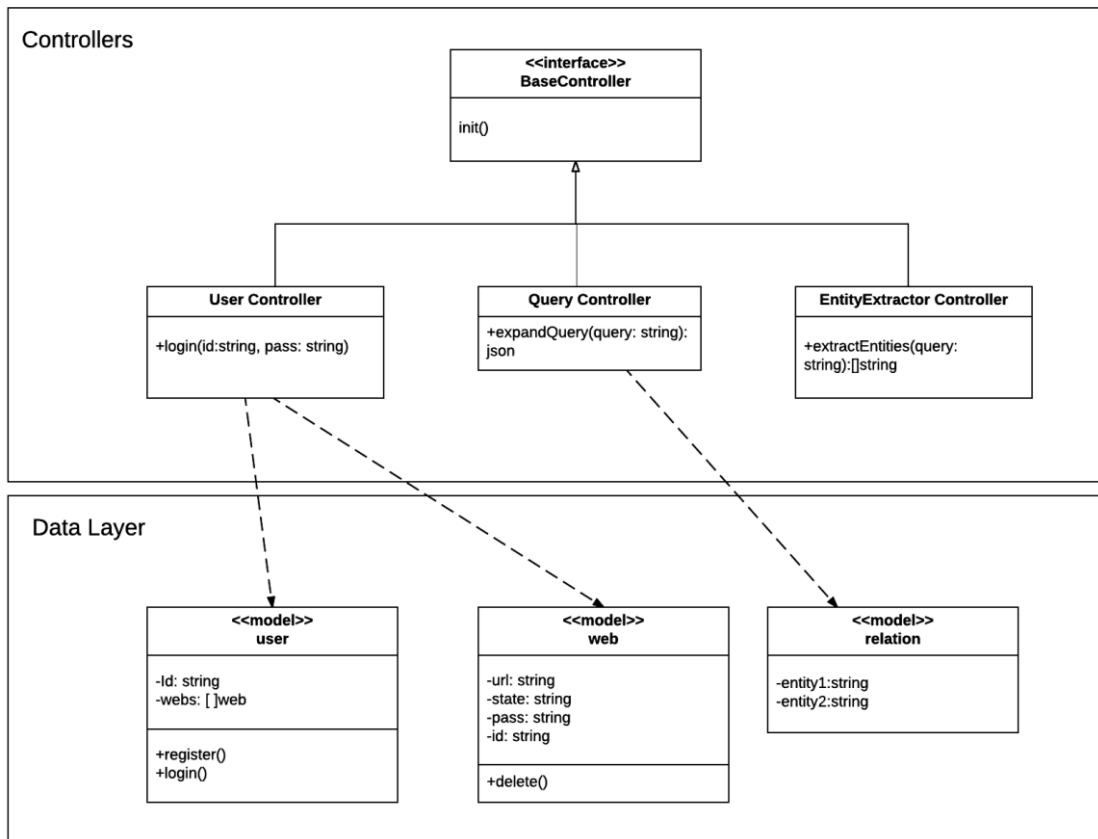 Controllers
<<interface>>
BaseController
init()
User Controller
+login(id:string, pass: string)
Query Controller
+expandQuery(query: string):
json
EntityExtractor Controller
+extractEntities(query:
string):[]string
Data Layer
<<model>>
user
-Id: string
-webs: [ ]web
+register()
+login()
<<model>>
web
-url: string
-state: string
-pass: string
-id: string
+delete()
<<model>>
relation
-entity1:string
-entity2:string